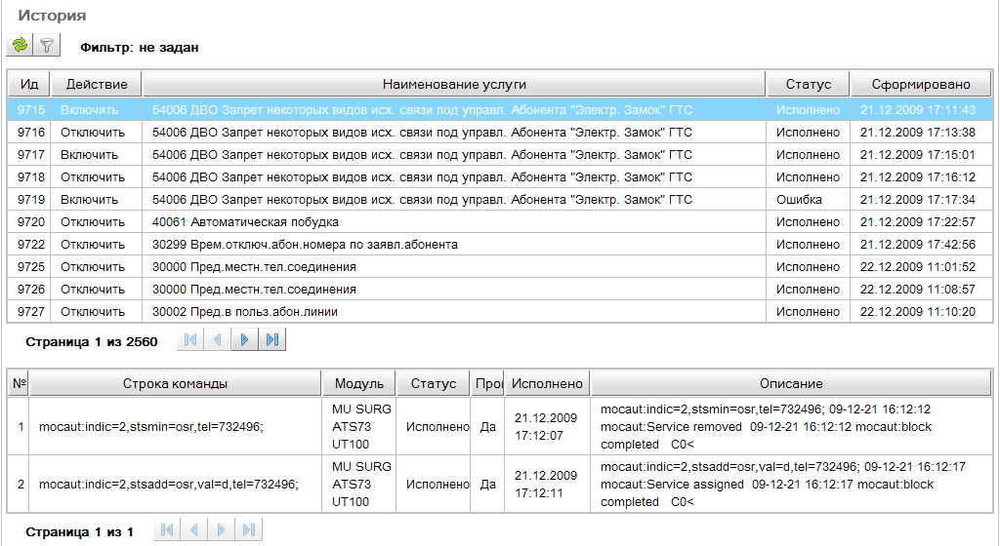 История
Фильтр: не задан
Ид Действие Наименование услуги Статус Сформировано
9715 Включить 54006 ДВО Запрет некоторых видов исх. связи под управл. Абонента "Электр. Замок" ГТС Исполнено 21.12.2009 17:11:43
9716 Отключить 54006 ДВО Запрет некоторых видов исх. связи под управл. Абонента "Электр. Замок" ГТС Исполнено 21.12.2009 17:13:38
9717 Включить 54006 ДВО Запрет некоторых видов исх. связи под управл. Абонента "Электр. Замок" ГТС Исполнено 21.12.2009 17:15:01
9718 Отключить 54006 ДВО Запрет некоторых видов исх. связи под управл. Абонента "Электр. Замок" ГТС Исполнено 21.12.2009 17:16:12
9719 Включить 54006 ДВО Запрет некоторых видов исх. связи под управл. Абонента "Электр. Замок" ГТС Ошибка 21.12.2009 17:17:34
9720 Отключить 40061 Автоматическая побудка Исполнено 21.12.2009 17:22:57
9722 Отключить 30299 Врем.отключ.абон.номера по заявл.абонента Исполнено 21.12.2009 17:42:56
9725 Отключить 30000 Пред.местн.тел.соединения Исполнено 22.12.2009 11:01:52
9726 Отключить 30000 Пред.местн.тел.соединения Исполнено 22.12.2009 11:08:57
9727 Отключить 30002 Пред.в польз.абон.линии Исполнено 22.12.2009 11:10:20
Страница 1 из 2560
№ Строка команды Модуль Статус Про Исполнено Описание
MU SURG mocaut:indic=2,stsmin=osr,tel=732496; 09-12-21 16:12:12
1 mocaut:indic=2,stsmin=osr,tel=732496; ATS73 Исполнено Да 21.12.2009 mocaut:Service removed 09-12-21 16:12:12 mocaut:block
UT100 17:12:07 completed C0<
MU SURG mocaut:indic=2,stsadd=osr,val=d,tel=732496; 09-12-21 16:12:17
2 mocaut:indic=2,stsadd=osr,val=d,tel=732496; ATS73 Исполнено Да 21.12.2009 mocaut:Service assigned 09-12-21 16:12:17 mocaut:block
UT100 17:12:11 completed C0<
Страница 1 из 1